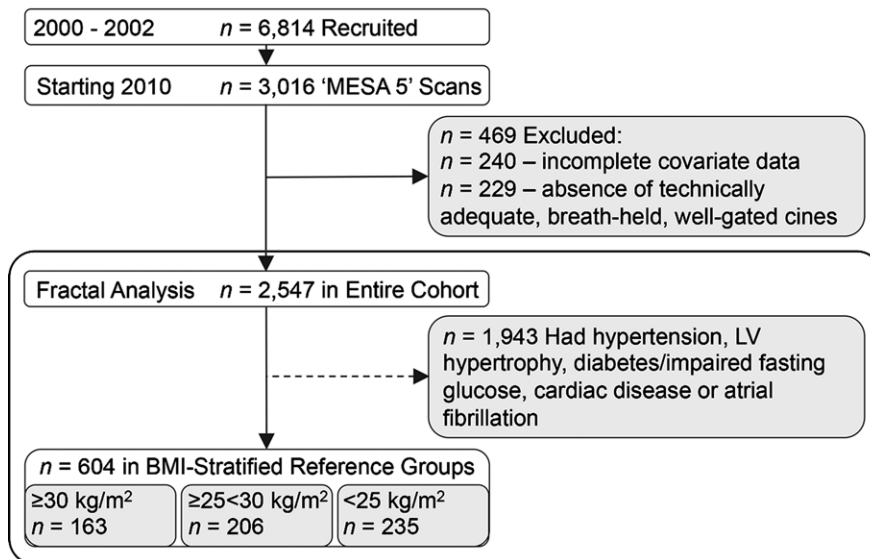 2000 - 2002 n = 6,814 Recruited
Starting 2010 n = 3,016 ‘MESA 5’ Scans
n = 469 Excluded:
n = 240 – incomplete covariate data
n = 229 – absence of technically
adequate, breath-held, well-gated cines
Fractal Analysis n = 2,547 in Entire Cohort
n = 1,943 Had hypertension, LV
hypertrophy, diabetes/impaired fasting
glucose, cardiac disease or atrial
fibrillation
n = 604 in BMI-Stratified Reference Groups
≥30 kg/m² ≥25<30 kg/m² <25 kg/m²
n = 163 n = 206 n = 235